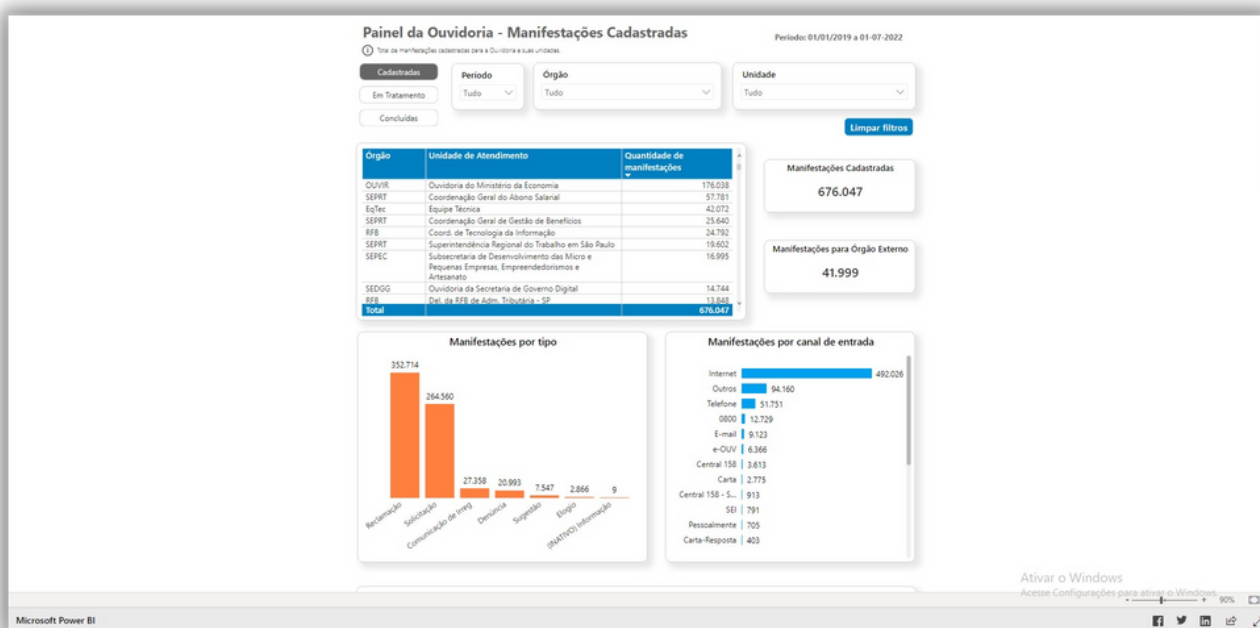 Painel da Ouvidoria - Manifestações Cadastradas
Período: 01/01/2019 a 01-07-2022
Total de manifestações cadastradas para a Ouvidoria e suas unidades.
Cadastradas
Em Tratamento
Concluídas
Período
Tudo
Órgão
Tudo
Unidade
Tudo
Limpar filtros
Órgão Unidade de Atendimento Quantidade de
manifestações
OUVIR Ouvidoria do Ministério da Economia 176.038
SEPRT Coordenação Geral do Abono Salarial 57.781
EqTec Equipe Técnica 42.072
SEPRT Coordenação Geral de Gestão de Benefícios 25.640
RFB Coord. de Tecnologia da Informação 24.792
SEPRT Superintendência Regional do Trabalho em São Paulo 19.602
SEPEC Subsecretaria de Desenvolvimento das Micro e 16.995
Pequenas Empresas, Empreendedorismo e
Artesanato
SEDGG Ouvidoria da Secretaria de Governo Digital 14.744
RFB Del. da RFB de Adm. Tributária - SP 13.848
Total 676.047
Manifestações Cadastradas
676.047
Manifestações para Órgão Externo
41.999
Manifestações por tipo
352.714
264.560
27.358
20.993
7.547
2.866
9
Reclamação
Solicitação
Comunicação de Irreg
Denúncia
Sugestão
Elogio
(INATIVO) Informação
Manifestações por canal de entrada
Internet 492.026
Outros 94.160
Telefone 51.751
0800 12.729
E-mail 9.123
e-OUV 6.366
Central 158 3.613
Carta 2.775
Central 158 - S... 913
SEI 791
Pessoalmente 705
Carta-Resposta 403
Ativar o Windows
Acesse Configurações para ativar o Windows.
- + 90%
Microsoft Power BI